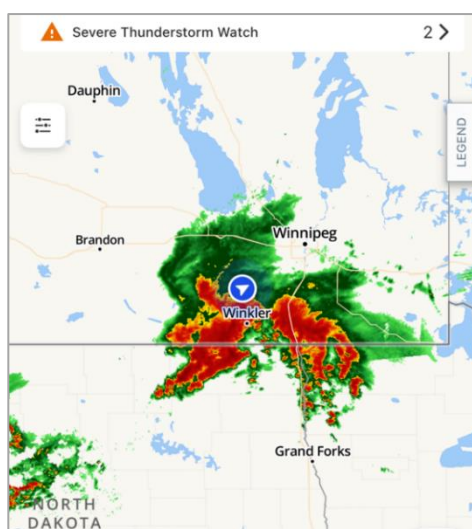 Severe Thunderstorm Watch 2
Dauphin
LEGEND
Brandon
Winnipeg
Winkler
Grand Forks
NORTH
DAKOTA